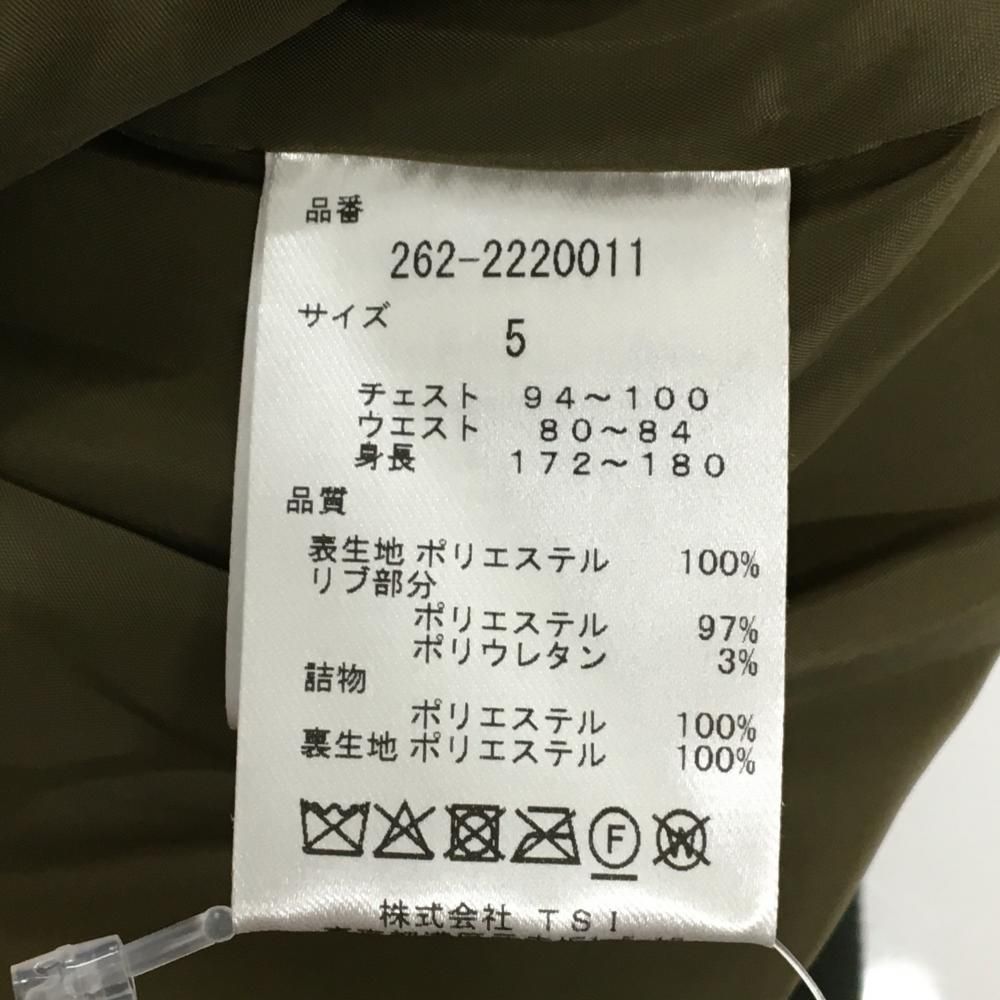 品番
262-2220011
サイズ
5
チェスト 94～100
ウエスト 80～84
身長 172～180
品質
表生地 ポリエステル 100%
リブ部分
ポリエステル 97%
ポリウレタン 3%
詰物
ポリエステル 100%
裏生地 ポリエステル 100%
F W
株式会社 TSI